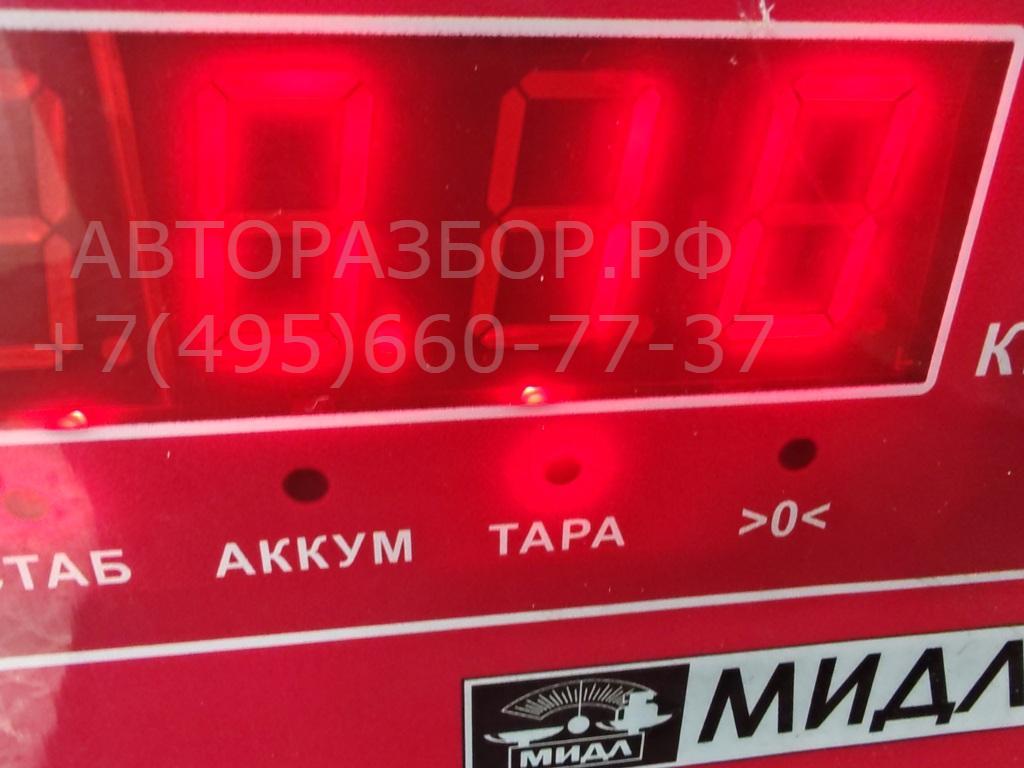 АВТОРАЗБОР.РФ
+7(495)660-77-37
СТАБ АККУМ ТАРА >0<
МИДЛ
МИДЛ